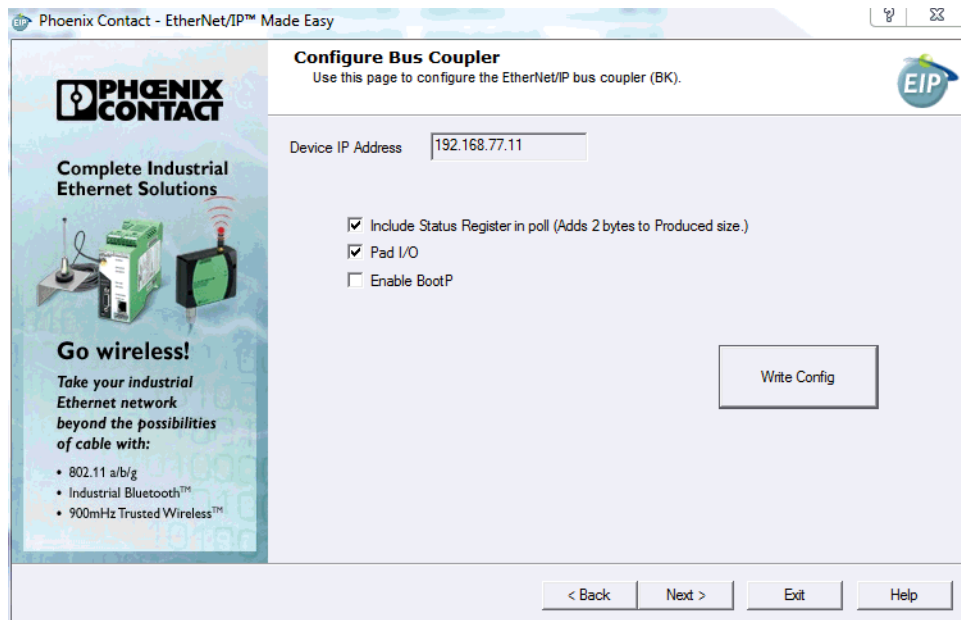 Phoenix Contact - EtherNet/IP™ Made Easy
Configure Bus Coupler
Use this page to configure the EtherNet/IP bus coupler (BK).
EIP
PHŒNIX
CONTACT
Complete Industrial
Ethernet Solutions
Go wireless!
Take your industrial
Ethernet network
beyond the possibilities
of cable with:
• 802.11 a/b/g
• Industrial Bluetooth™
• 900mHz Trusted Wireless™
Device IP Address 192.168.77.11
Include Status Register in poll (Adds 2 bytes to Produced size.)
Pad I/O
Enable BootP
Write Config
< Back Next > Exit Help